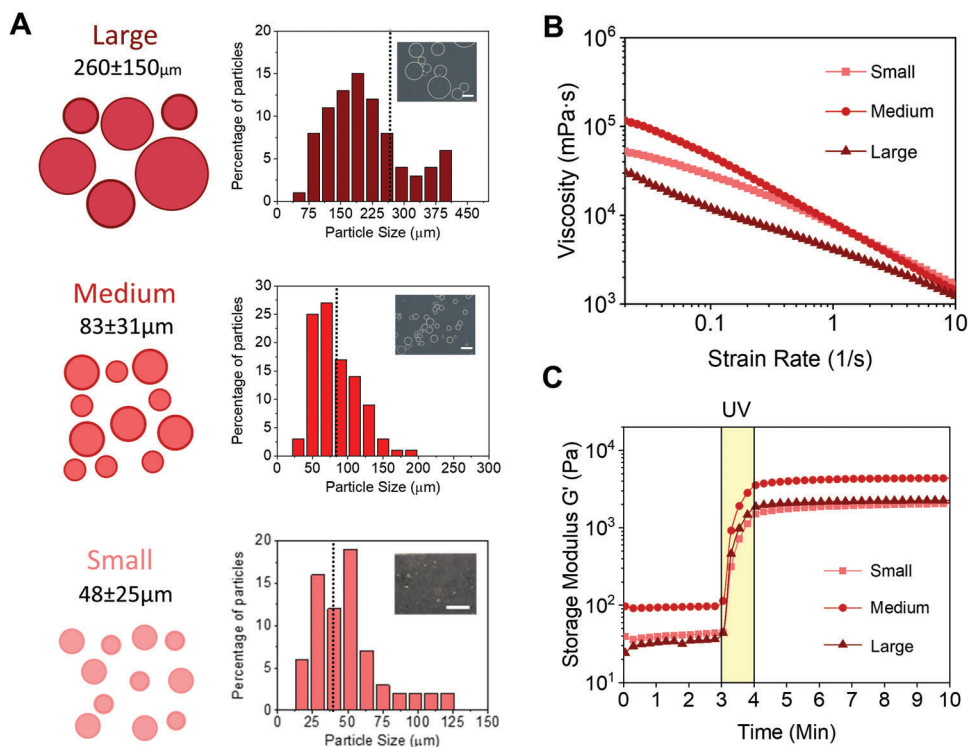 A
Large
260±150µm
Percentage of particles
20
15
10
5
0
75 150 225 300 375 450
Particle Size (µm)
Medium
83±31µm
Percentage of particles
30
25
20
15
10
5
0
0 50 100 150 200 250 300
Particle Size (µm)
Small
48±25µm
Percentage of particles
20
15
10
5
0
25 50 75 100 125 150
Particle Size (µm)
B
Viscosity (mPa·s)
10⁶
10⁵
10⁴
10³
Small
Medium
Large
0.1 1 10
Strain Rate (1/s)
C
UV
Storage Modulus G' (Pa)
10⁴
10³
10²
10¹
Small
Medium
Large
0 1 2 3 4 5 6 7 8 9 10
Time (Min)